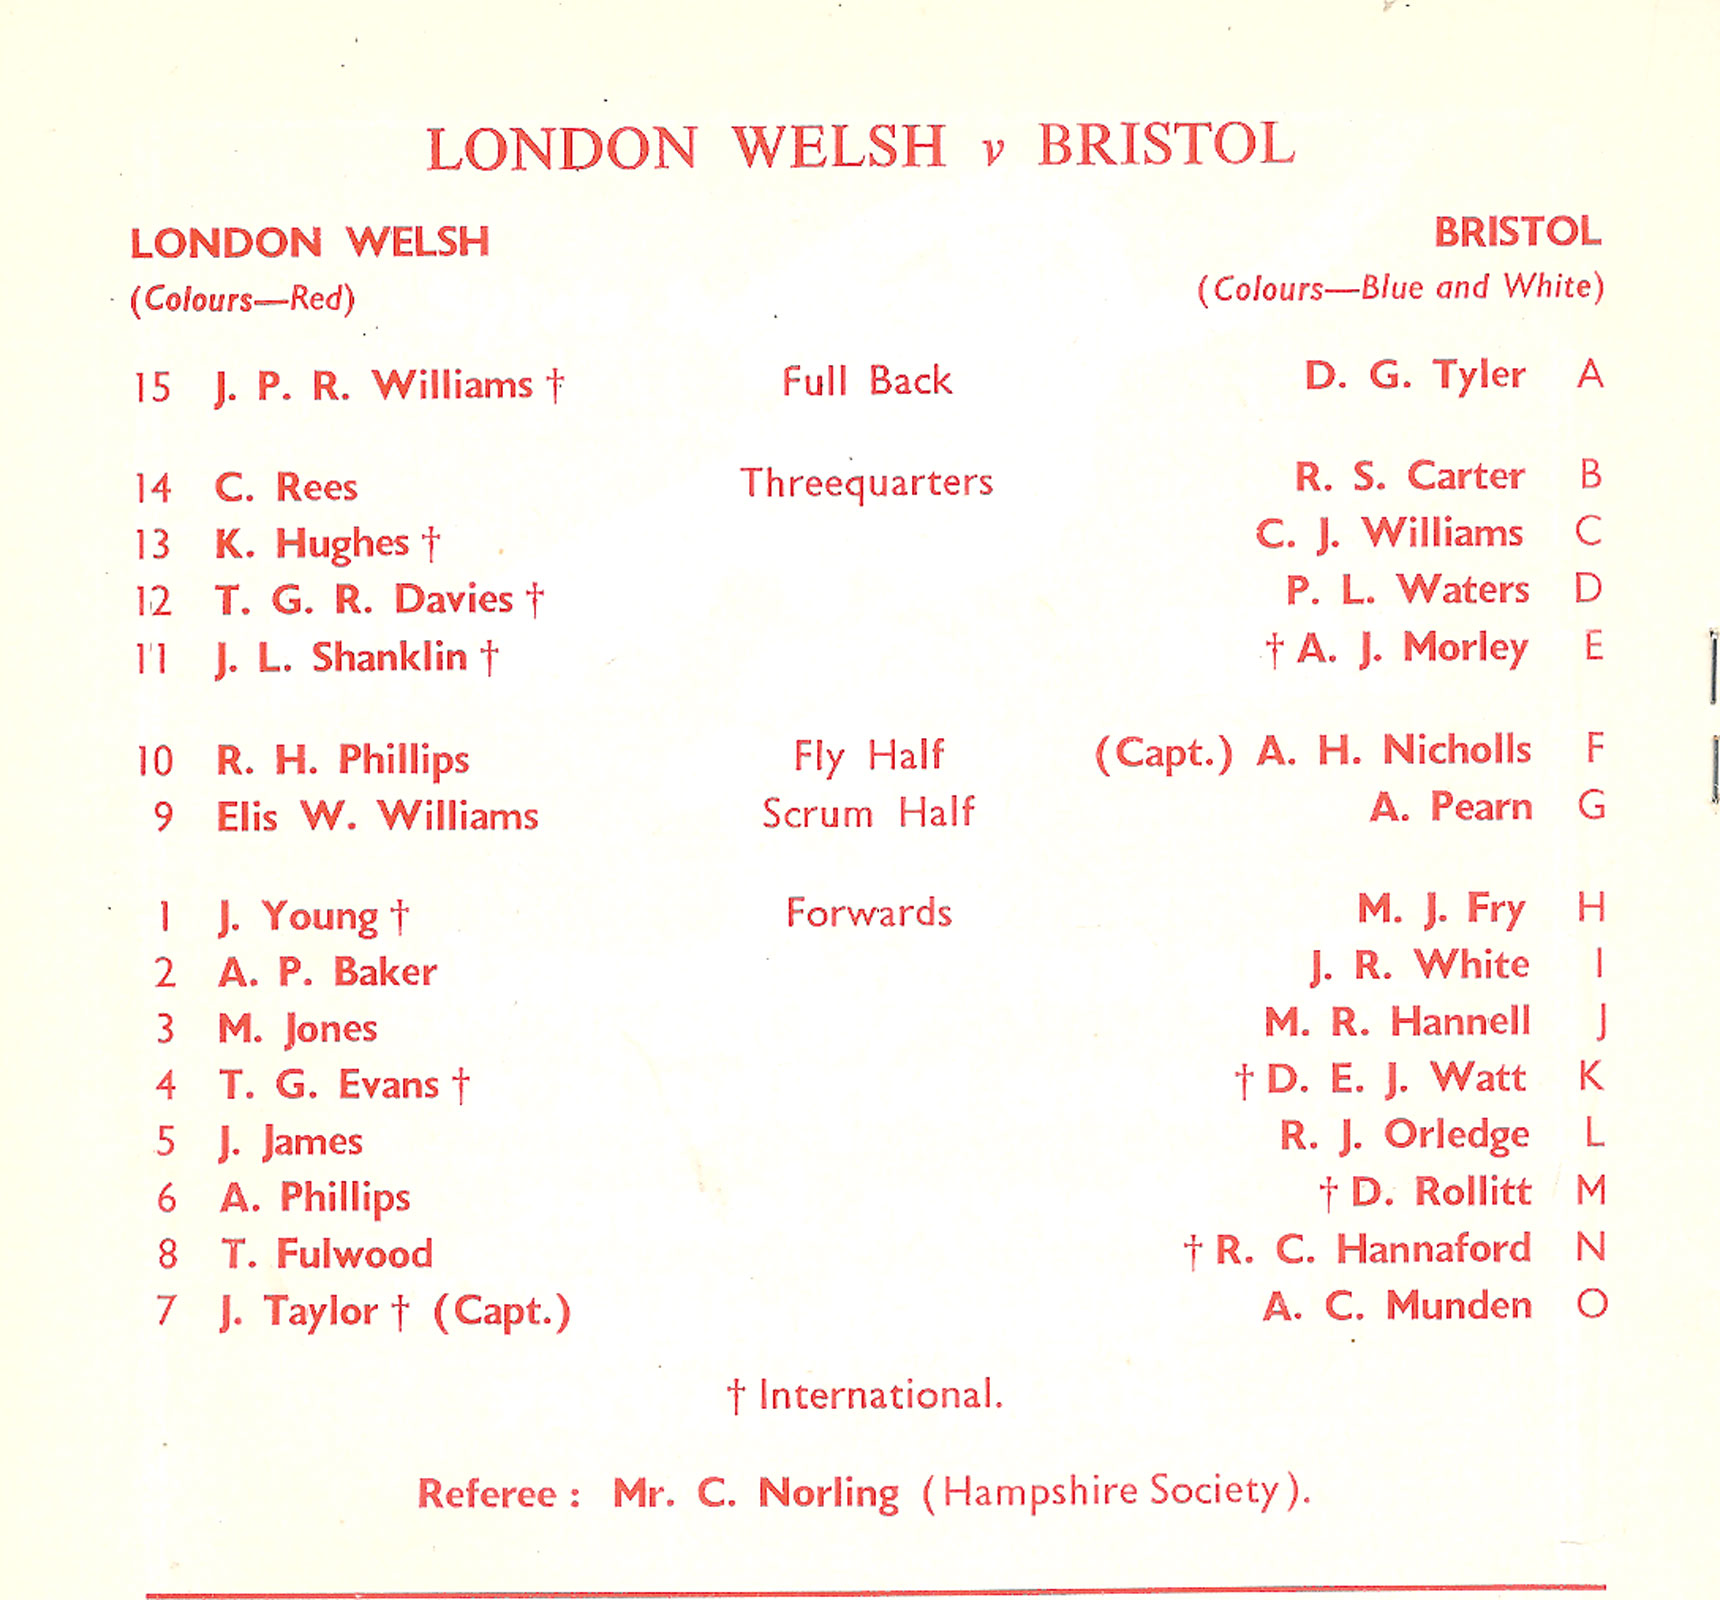 LONDON WELSH v BRISTOL
LONDON WELSH BRISTOL
(Colours—Red) (Colours—Blue and White)
15 J. P. R. Williams † Full Back D. G. Tyler A
14 C. Rees Threequarters R. S. Carter B
13 K. Hughes † C. J. Williams C
12 T. G. R. Davies † P. L. Waters D
11 J. L. Shanklin † † A. J. Morley E
10 R. H. Phillips Fly Half (Capt.) A. H. Nicholls F
9 Elis W. Williams Scrum Half A. Pearn G
1 J. Young † Forwards M. J. Fry H
2 A. P. Baker J. R. White I
3 M. Jones M. R. Hannell J
4 T. G. Evans † † D. E. J. Watt K
5 J. James R. J. Orledge L
6 A. Phillips † D. Rollitt M
8 T. Fulwood † R. C. Hannaford N
7 J. Taylor † (Capt.) A. C. Munden O
† International.
Referee : Mr. C. Norling (Hampshire Society).